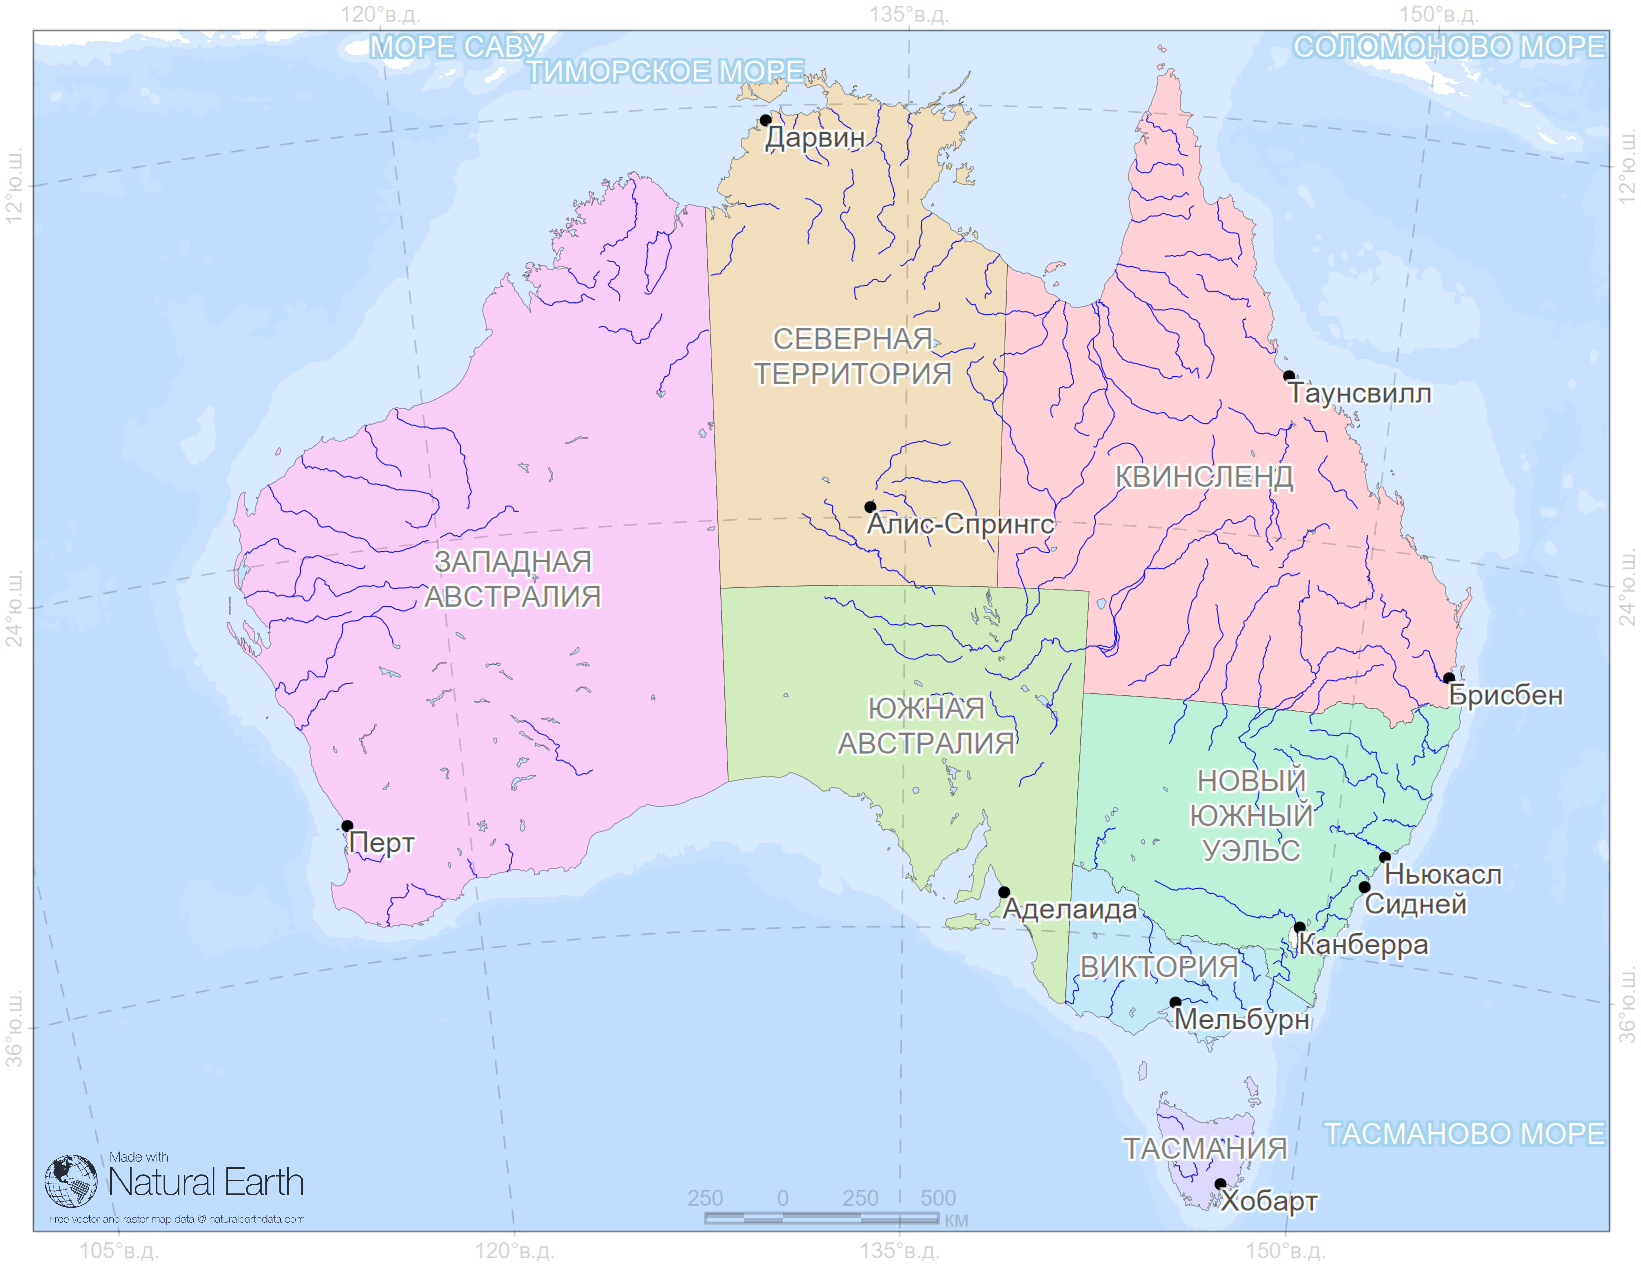 120°в.д.
135°в.д.
150°в.д.
МОРЕ САВУ
СОЛОМОНОВО МОРЕ
ТИМОРСКОЕ МОРЕ
Дарвин
12°ю.ш.
12°ю.ш.
СЕВЕРНАЯ
ТЕРРИТОРИЯ
Таунсвилл
КВИНСЛЕНД
Алис-Спрингс
ЗАПАДНАЯ
АВСТРАЛИЯ
24°ю.ш.
24°ю.ш.
Брисбен
ЮЖНАЯ
АВСТРАЛИЯ
НОВЫЙ
ЮЖНЫЙ
УЭЛЬС
Перт
Ньюкасл
Сидней
Аделаида
Канберра
ВИКТОРИЯ
Мельбурн
36°ю.ш.
36°ю.ш.
ТАСМАНОВО МОРЕ
ТАСМАНИЯ
Хобарт
Made with
Natural Earth
Free vector and raster map data @ naturalearthdata.com
250 0 250 500
КМ
105°в.д.
120°в.д.
135°в.д.
150°в.д.